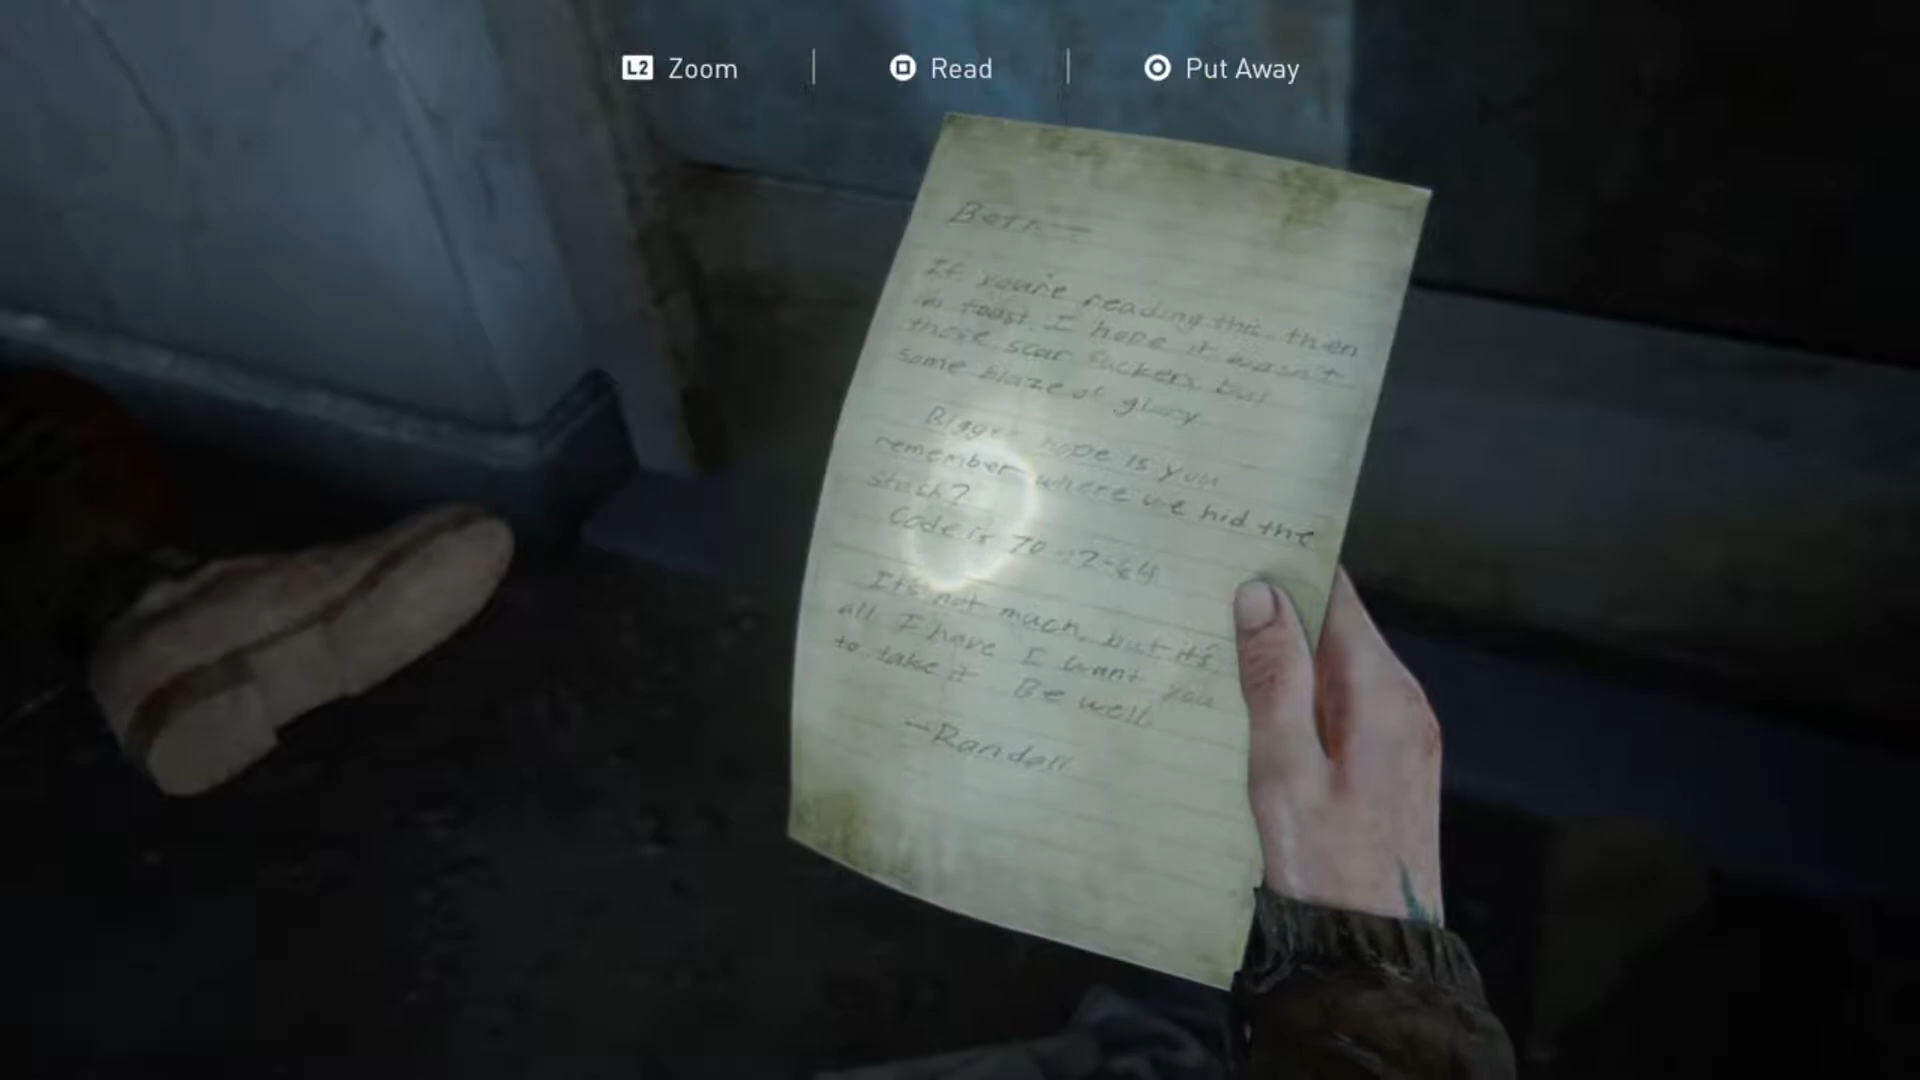 L2 Zoom | Read | Put Away
If you're reading this then
toast. I hope it wasn't
those scar fuckers but
some blaze of glory
Bigger hope is you
remember where we hid the
stash?
Code is 70
It's not much, but it's
all I have I want you
to take it Be well.
—Randall